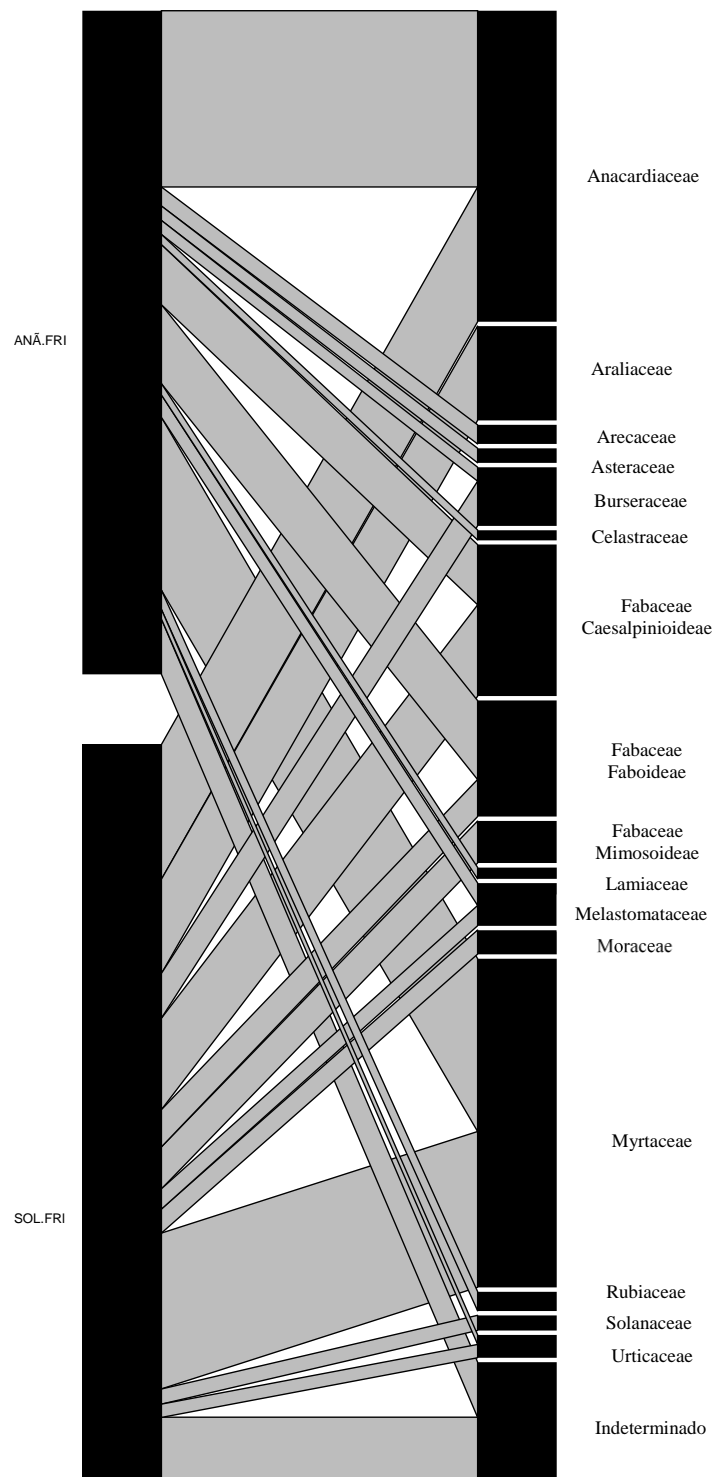 Anacardiaceae
ANÃ.FRI
Araliaceae
Arecaceae
Asteraceae
Burseraceae
Celastraceae
Fabaceae
Caesalpinioideae
Fabaceae
Faboideae
Fabaceae
Mimosoideae
Lamiaceae
Melastomataceae
Moraceae
Myrtaceae
SOL.FRI
Rubiaceae
Solanaceae
Urticaceae
Indeterminado